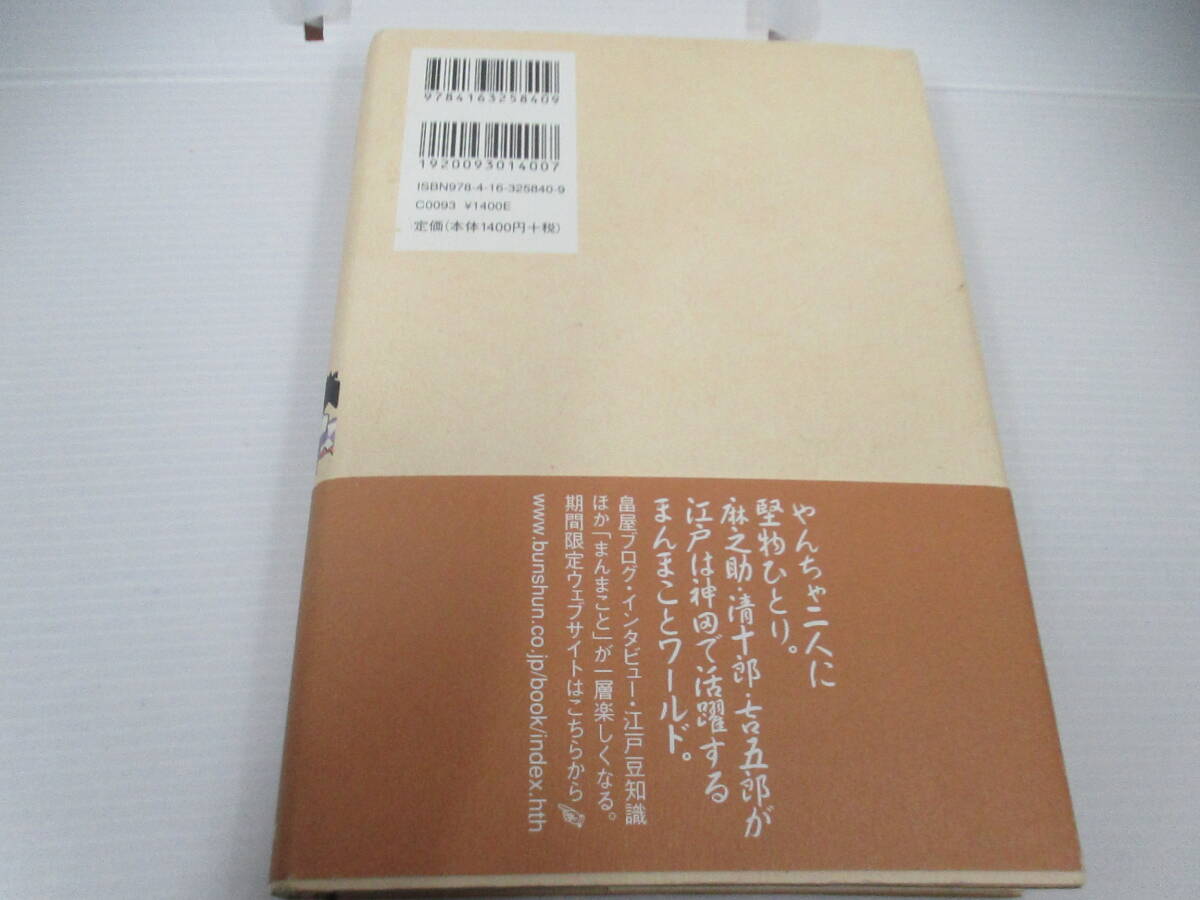 9784163258409
1920093014007
ISBN978-4-16-325840-9
C0093 ¥1400E
定価(本体1400円+税)
やんちゃ二人に
堅物ひとり。
麻之助・清十郎・吉五郎が
江戸は神田で活躍する
まんまことワールド。
畠屋ブログ・インタビュー・江戸豆知識
ほか「まんまこと」が一層楽しくなる。
期間限定ウェブサイトはこちらから
www.bunshun.co.jp/book/index.hth